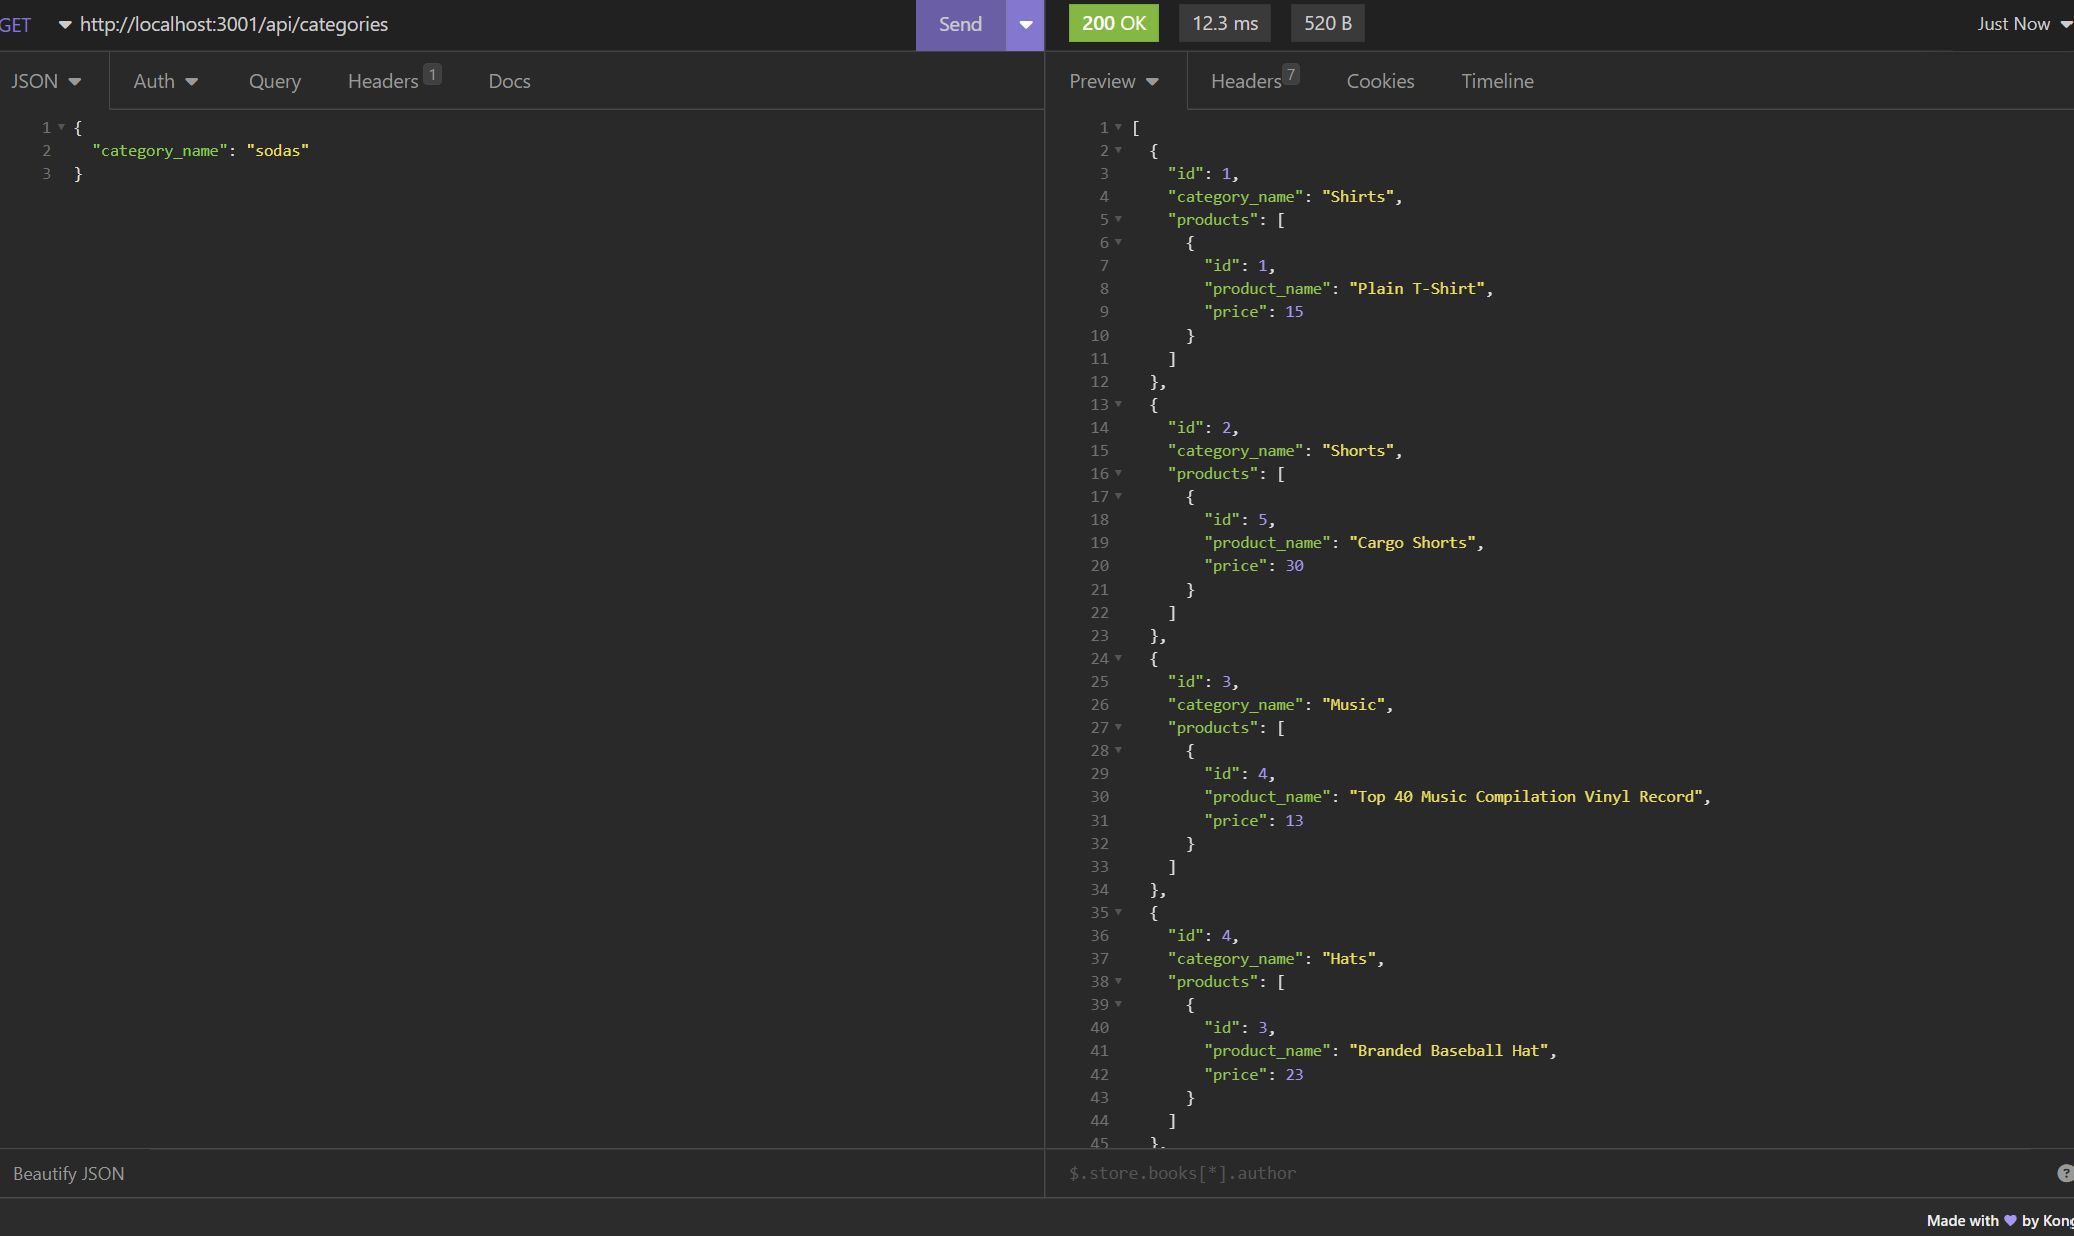 GET http://localhost:3001/api/categories Send 200 OK 12.3 ms 520 B Just Now
JSON Auth Query Headers 1 Docs Preview Headers 7 Cookies Timeline
1 {
2 "category_name": "sodas"
3 }
1 [
2 {
3 "id": 1,
4 "category_name": "Shirts",
5 "products": [
6 {
7 "id": 1,
8 "product_name": "Plain T-Shirt",
9 "price": 15
10 }
11 ]
12 },
13 {
14 "id": 2,
15 "category_name": "Shorts",
16 "products": [
17 {
18 "id": 5,
19 "product_name": "Cargo Shorts",
20 "price": 30
21 }
22 ]
23 },
24 {
25 "id": 3,
26 "category_name": "Music",
27 "products": [
28 {
29 "id": 4,
30 "product_name": "Top 40 Music Compilation Vinyl Record",
31 "price": 13
32 }
33 ]
34 },
35 {
36 "id": 4,
37 "category_name": "Hats",
38 "products": [
39 {
40 "id": 3,
41 "product_name": "Branded Baseball Hat",
42 "price": 23
43 }
44 ]
45 },
Beautify JSON $.store.books[*].author ?
Made with 💜 by Kong